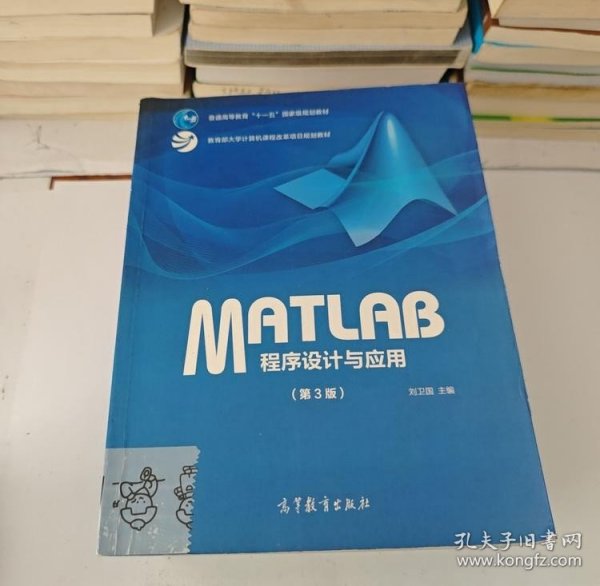 普通高等教育“十一五”国家级规划教材
教育部大学计算机课程改革项目规划教材
MATLAB
程序设计与应用
(第3版)
刘卫国 主编
高等教育出版社
孔夫子旧书网
www.kongfz.com